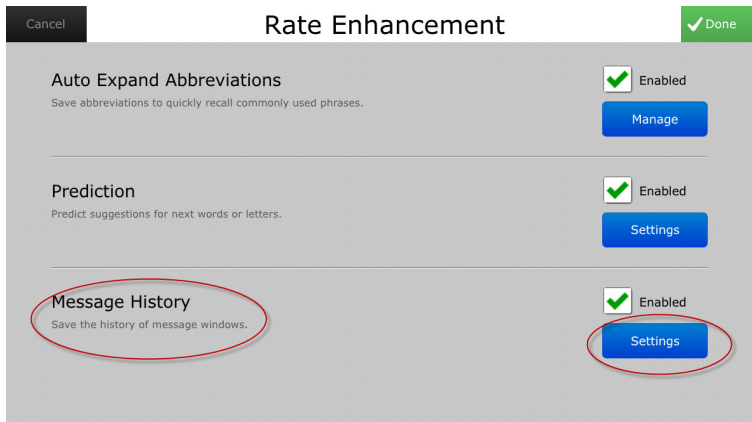 Cancel
Rate Enhancement
Done
Auto Expand Abbreviations
Enabled
Save abbreviations to quickly recall commonly used phrases.
Manage
Prediction
Enabled
Predict suggestions for next words or letters.
Settings
Message History
Enabled
Save the history of message windows.
Settings